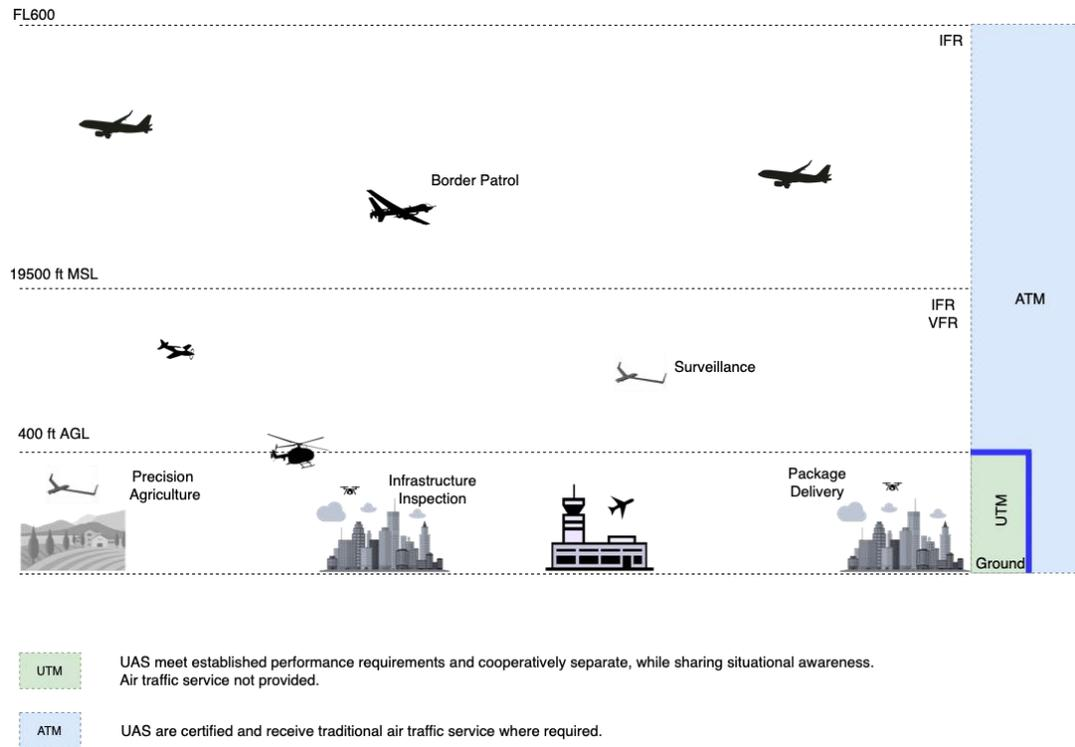 FL600
IFR
Border Patrol
19500 ft MSL
IFR
VFR
ATM
Surveillance
400 ft AGL
Precision
Agriculture
Infrastructure
Inspection
Package
Delivery
UTM
Ground
UTM
UAS meet established performance requirements and cooperatively separate, while sharing situational awareness.
Air traffic service not provided.
ATM
UAS are certified and receive traditional air traffic service where required.